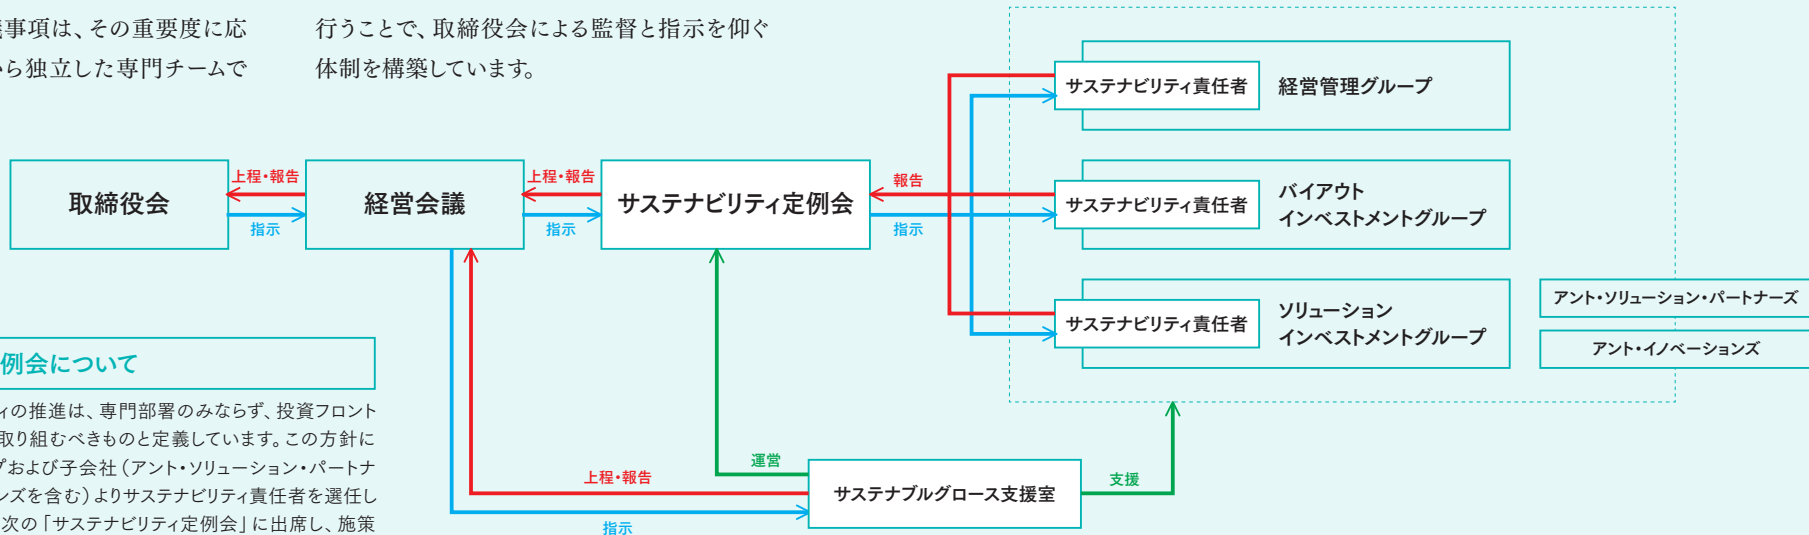 事項は、その重要度に応
ら独立した専門チームで
行うことで、取締役会による監督と指示を仰ぐ
体制を構築しています。
サステナビリティ責任者
経営管理グループ
取締役会
上程・報告
指示
経営会議
上程・報告
指示
サステナビリティ定例会
報告
指示
サステナビリティ責任者
バイアウト
インベストメントグループ
サステナビリティ責任者
ソリューション
インベストメントグループ
アント・ソリューション・パートナーズ
アント・イノベーションズ
例会について
ィの推進は、専門部署のみならず、投資フロント
取り組むべきものと定義しています。この方針に
プおよび子会社（アント・ソリューション・パートナ
ンズを含む）よりサステナビリティ責任者を選任し
次の「サステナビリティ定例会」に出席し、施策
上程・報告
指示
運営
サステナブルグロース支援室
支援